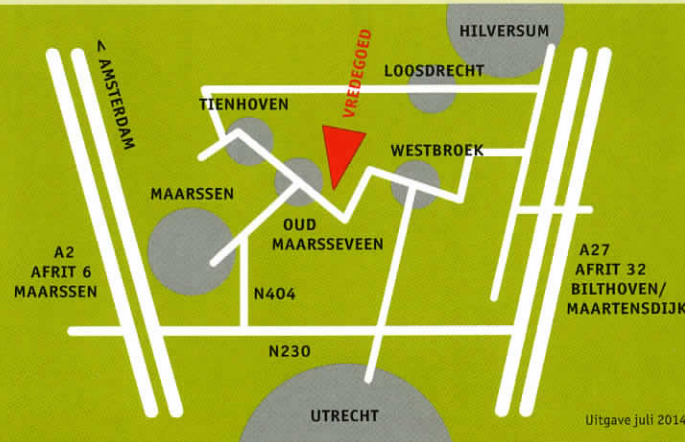 HILVERSUM
< AMSTERDAM
VREDEGOED
LOOSDRECHT
TIENHOVEN
WESTBROEK
MAARSSEN
OUD
MAARSSEVEEN
A2
AFRIT 6
MAARSSEN
A27
AFRIT 32
BILTHOVEN/
MAARTENSDIJK
N404
N230
UTRECHT
Uitgave juli 2014